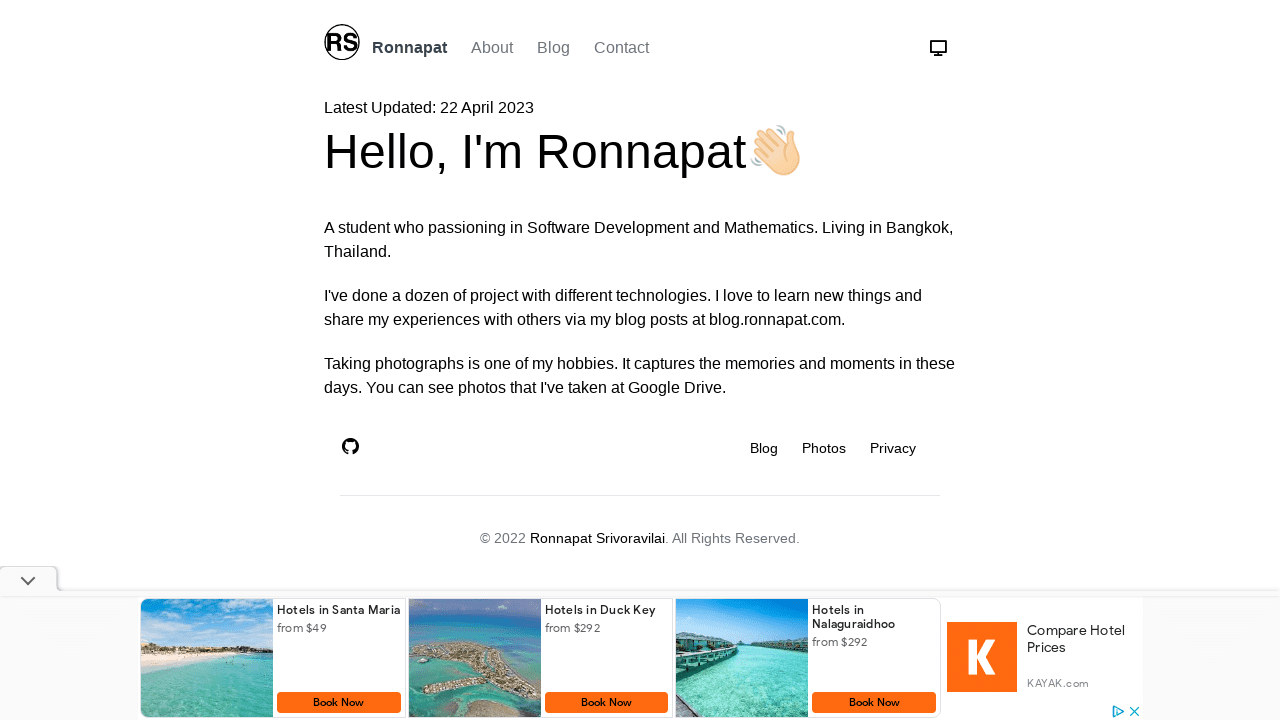 RS
Ronnapat
About
Blog
Contact
Latest Updated: 22 April 2023
Hello, I'm Ronnapat👋🏻
A student who passioning in Software Development and Mathematics. Living in Bangkok,
Thailand.
I've done a dozen of project with different technologies. I love to learn new things and
share my experiences with others via my blog posts at blog.ronnapat.com.
Taking photographs is one of my hobbies. It captures the memories and moments in these
days. You can see photos that I've taken at Google Drive.
Blog
Photos
Privacy
© 2022 Ronnapat Srivoravilai. All Rights Reserved.
Hotels in Santa Maria
from $49
Book Now
Hotels in Duck Key
from $292
Book Now
Hotels in
Nalaguraidhoo
from $292
Book Now
K
Compare Hotel
Prices
KAYAK.com